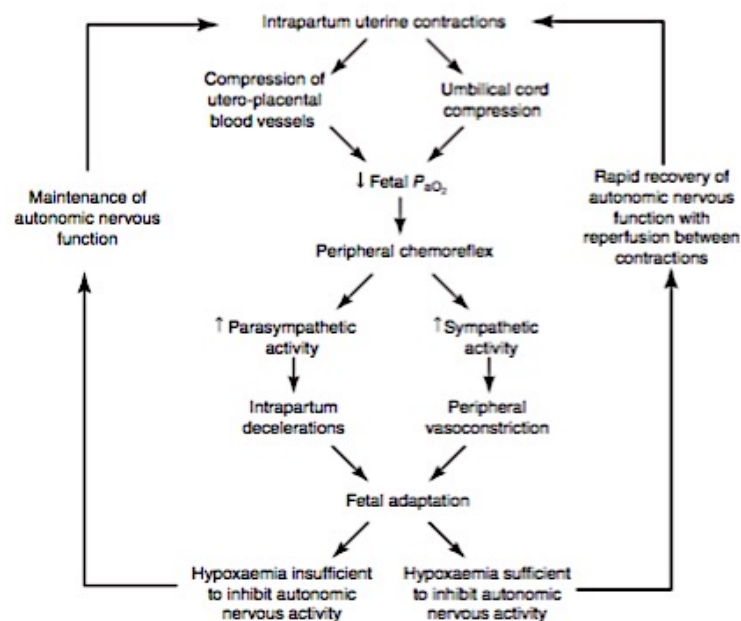 Intrapartum uterine contractions
Compression of
utero-placental
blood vessels
Umbilical cord
compression
↓ Fetal PaO2
Maintenance of
autonomic nervous
function
Rapid recovery of
autonomic nervous
function with
reperfusion between
contractions
Peripheral chemoreflex
↑ Parasympathetic
activity
↑ Sympathetic
activity
Intrapartum
decelerations
Peripheral
vasoconstriction
Fetal adaptation
Hypoxaemia insufficient
to inhibit autonomic
nervous activity
Hypoxaemia sufficient
to inhibit autonomic
nervous activity